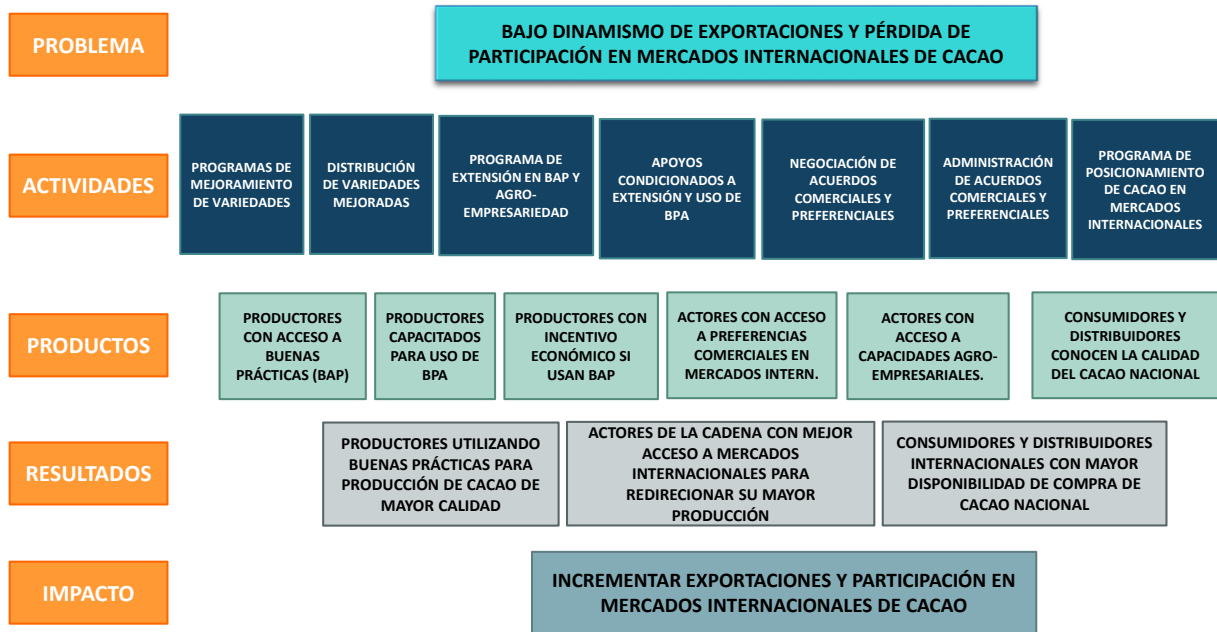 PROBLEMA
BAJO DINAMISMO DE EXPORTACIONES Y PÉRDIDA DE
PARTICIPACIÓN EN MERCADOS INTERNACIONALES DE CACAO
ACTIVIDADES
PROGRAMAS DE
MEJORAMIENTO
DE VARIEDADES
DISTRIBUCIÓN
DE VARIEDADES
MEJORADAS
PROGRAMA DE
EXTENSIÓN EN BAP Y
AGRO-
EMPRESARIEDAD
APOYOS
CONDICIONADOS A
EXTENSIÓN Y USO DE
BPA
NEGOCIACIÓN DE
ACUERDOS
COMERCIALES Y
PREFERENCIALES
ADMINISTRACIÓN
DE ACUERDOS
COMERCIALES Y
PREFERENCIALES
PROGRAMA DE
POSICIONAMIENTO
DE CACAO EN
MERCADOS
INTERNACIONALES
PRODUCTOS
PRODUCTORES
CON ACCESO A
BUENAS
PRÁCTICAS (BAP)
PRODUCTORES
CAPACITADOS
PARA USO DE
BPA
PRODUCTORES CON
INCENTIVO
ECONÓMICO SI
USAN BAP
ACTORES CON ACCESO
A PREFERENCIAS
COMERCIALES EN
MERCADOS INTERN.
ACTORES CON
ACCESO A
CAPACIDADES AGRO-
EMPRESARIALES.
CONSUMIDORES Y
DISTRIBUIDORES
CONOCEN LA CALIDAD
DEL CACAO NACIONAL
RESULTADOS
PRODUCTORES UTILIZANDO
BUENAS PRÁCTICAS PARA
PRODUCCIÓN DE CACAO DE
MAYOR CALIDAD
ACTORES DE LA CADENA CON MEJOR
ACCESO A MERCADOS
INTERNACIONALES PARA
REDIRECIONAR SU MAYOR
PRODUCCIÓN
CONSUMIDORES Y DISTRIBUIDORES
INTERNACIONALES CON MAYOR
DISPONIBILIDAD DE COMPRA DE
CACAO NACIONAL
IMPACTO
INCREMENTAR EXPORTACIONES Y PARTICIPACIÓN EN
MERCADOS INTERNACIONALES DE CACAO